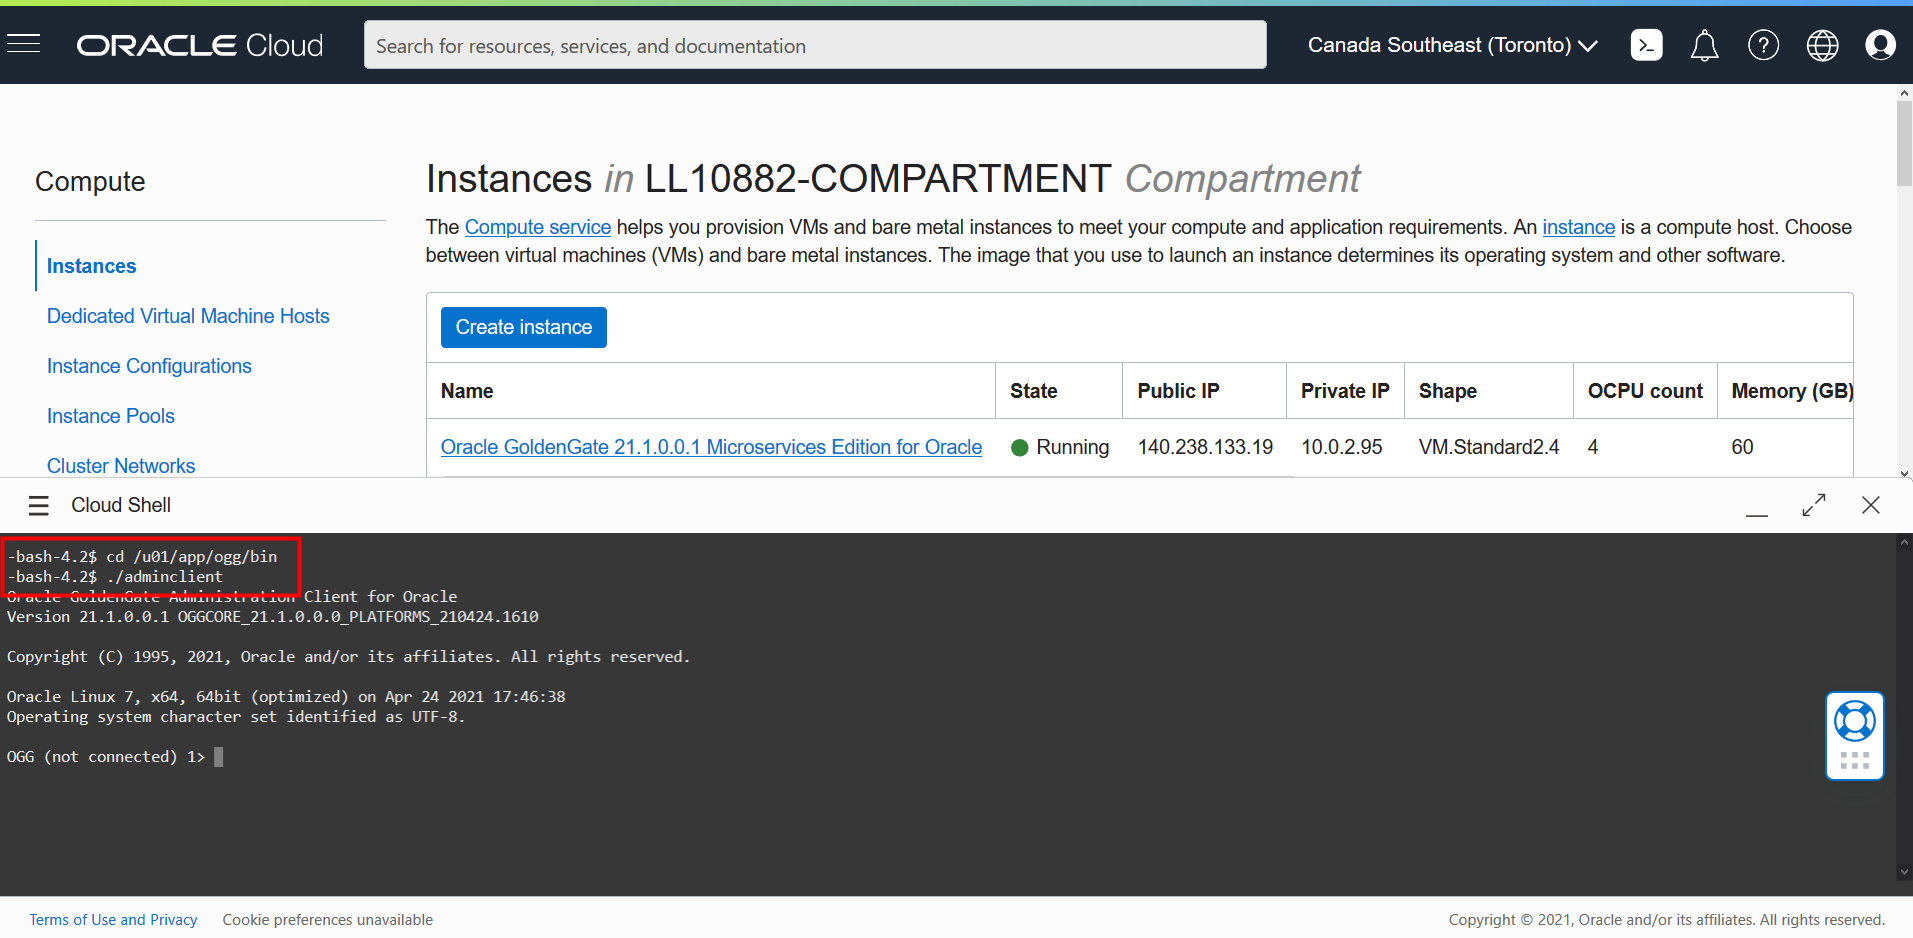 ORACLE Cloud
Search for resources, services, and documentation
Canada Southeast (Toronto)
Compute
Instances
Dedicated Virtual Machine Hosts
Instance Configurations
Instance Pools
Cluster Networks
Instances in LL10882-COMPARTMENT Compartment
The Compute service helps you provision VMs and bare metal instances to meet your compute and application requirements. An instance is a compute host. Choose
between virtual machines (VMs) and bare metal instances. The image that you use to launch an instance determines its operating system and other software.
Create instance
Name State Public IP Private IP Shape OCPU count Memory (GB)
Oracle GoldenGate 21.1.0.0.1 Microservices Edition for Oracle Running 140.238.133.19 10.0.2.95 VM.Standard2.4 4 60
Cloud Shell
-bash-4.2$ cd /u01/app/ogg/bin
-bash-4.2$ ./adminclient
Oracle GoldenGate Administration Client for Oracle
Version 21.1.0.0.1 OGGCORE_21.1.0.0.0_PLATFORMS_210424.1610
Copyright (C) 1995, 2021, Oracle and/or its affiliates. All rights reserved.
Oracle Linux 7, x64, 64bit (optimized) on Apr 24 2021 17:46:38
Operating system character set identified as UTF-8.
OGG (not connected) 1>
Terms of Use and Privacy Cookie preferences unavailable
Copyright © 2021, Oracle and/or its affiliates. All rights reserved.